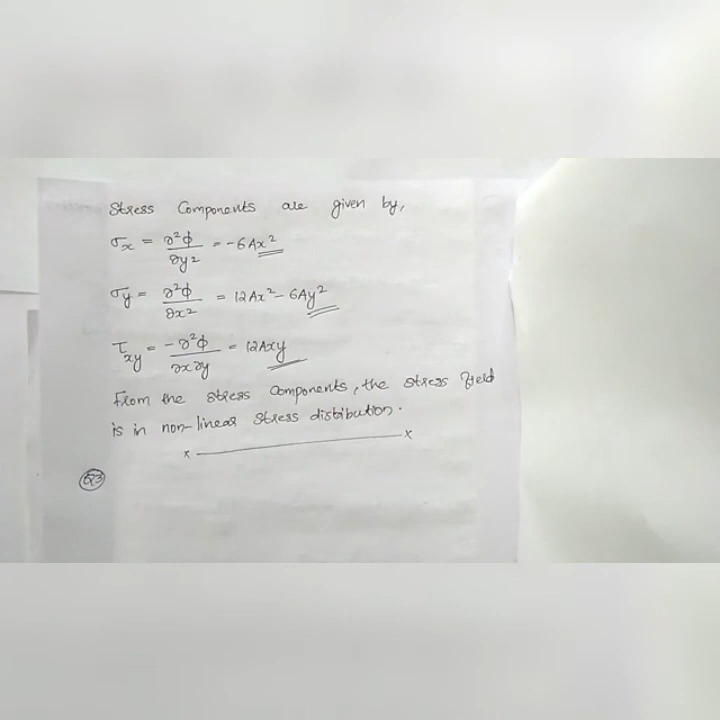 Stress Components are given by,
σx = ∂²φ/∂y² = -6Ax²
σy = ∂²φ/∂x² = 12Ax² - 6Ay²
τxy = -∂²φ/∂x∂y = 12Axy
From the stress components, the stress field
is in non-linear stress distibution.
x x